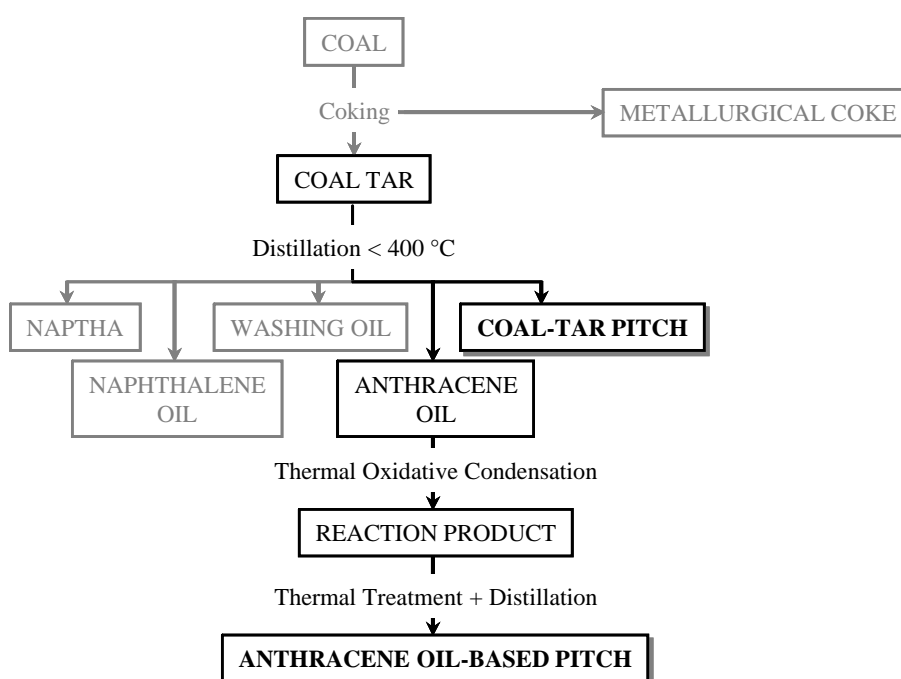 COAL
Coking
METALLURGICAL COKE
COAL TAR
Distillation < 400 °C
NAPTHA
WASHING OIL
COAL-TAR PITCH
NAPHTHALENE
OIL
ANTHRACENE
OIL
Thermal Oxidative Condensation
REACTION PRODUCT
Thermal Treatment + Distillation
ANTHRACENE OIL-BASED PITCH